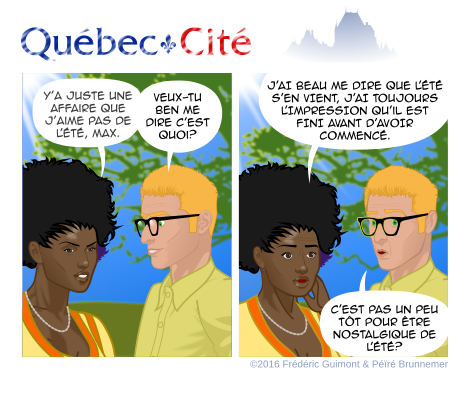 Québec⚜Cité
Y'A JUSTE UNE
AFFAIRE QUE
J'AIME PAS DE
L'ÉTÉ, MAX.
VEUX-TU
BEN ME
DIRE C'EST
QUOI?
J'AI BEAU ME DIRE QUE L'ÉTÉ
S'EN VIENT, J'AI TOUJOURS
L'IMPRESSION QU'IL EST
FINI AVANT D'AVOIR
COMMENCÉ.
C'EST PAS UN PEU
TÔT POUR ÊTRE
NOSTALGIQUE DE
L'ÉTÉ?
©2016 Frédéric Guimont & Péïré Brunnemer